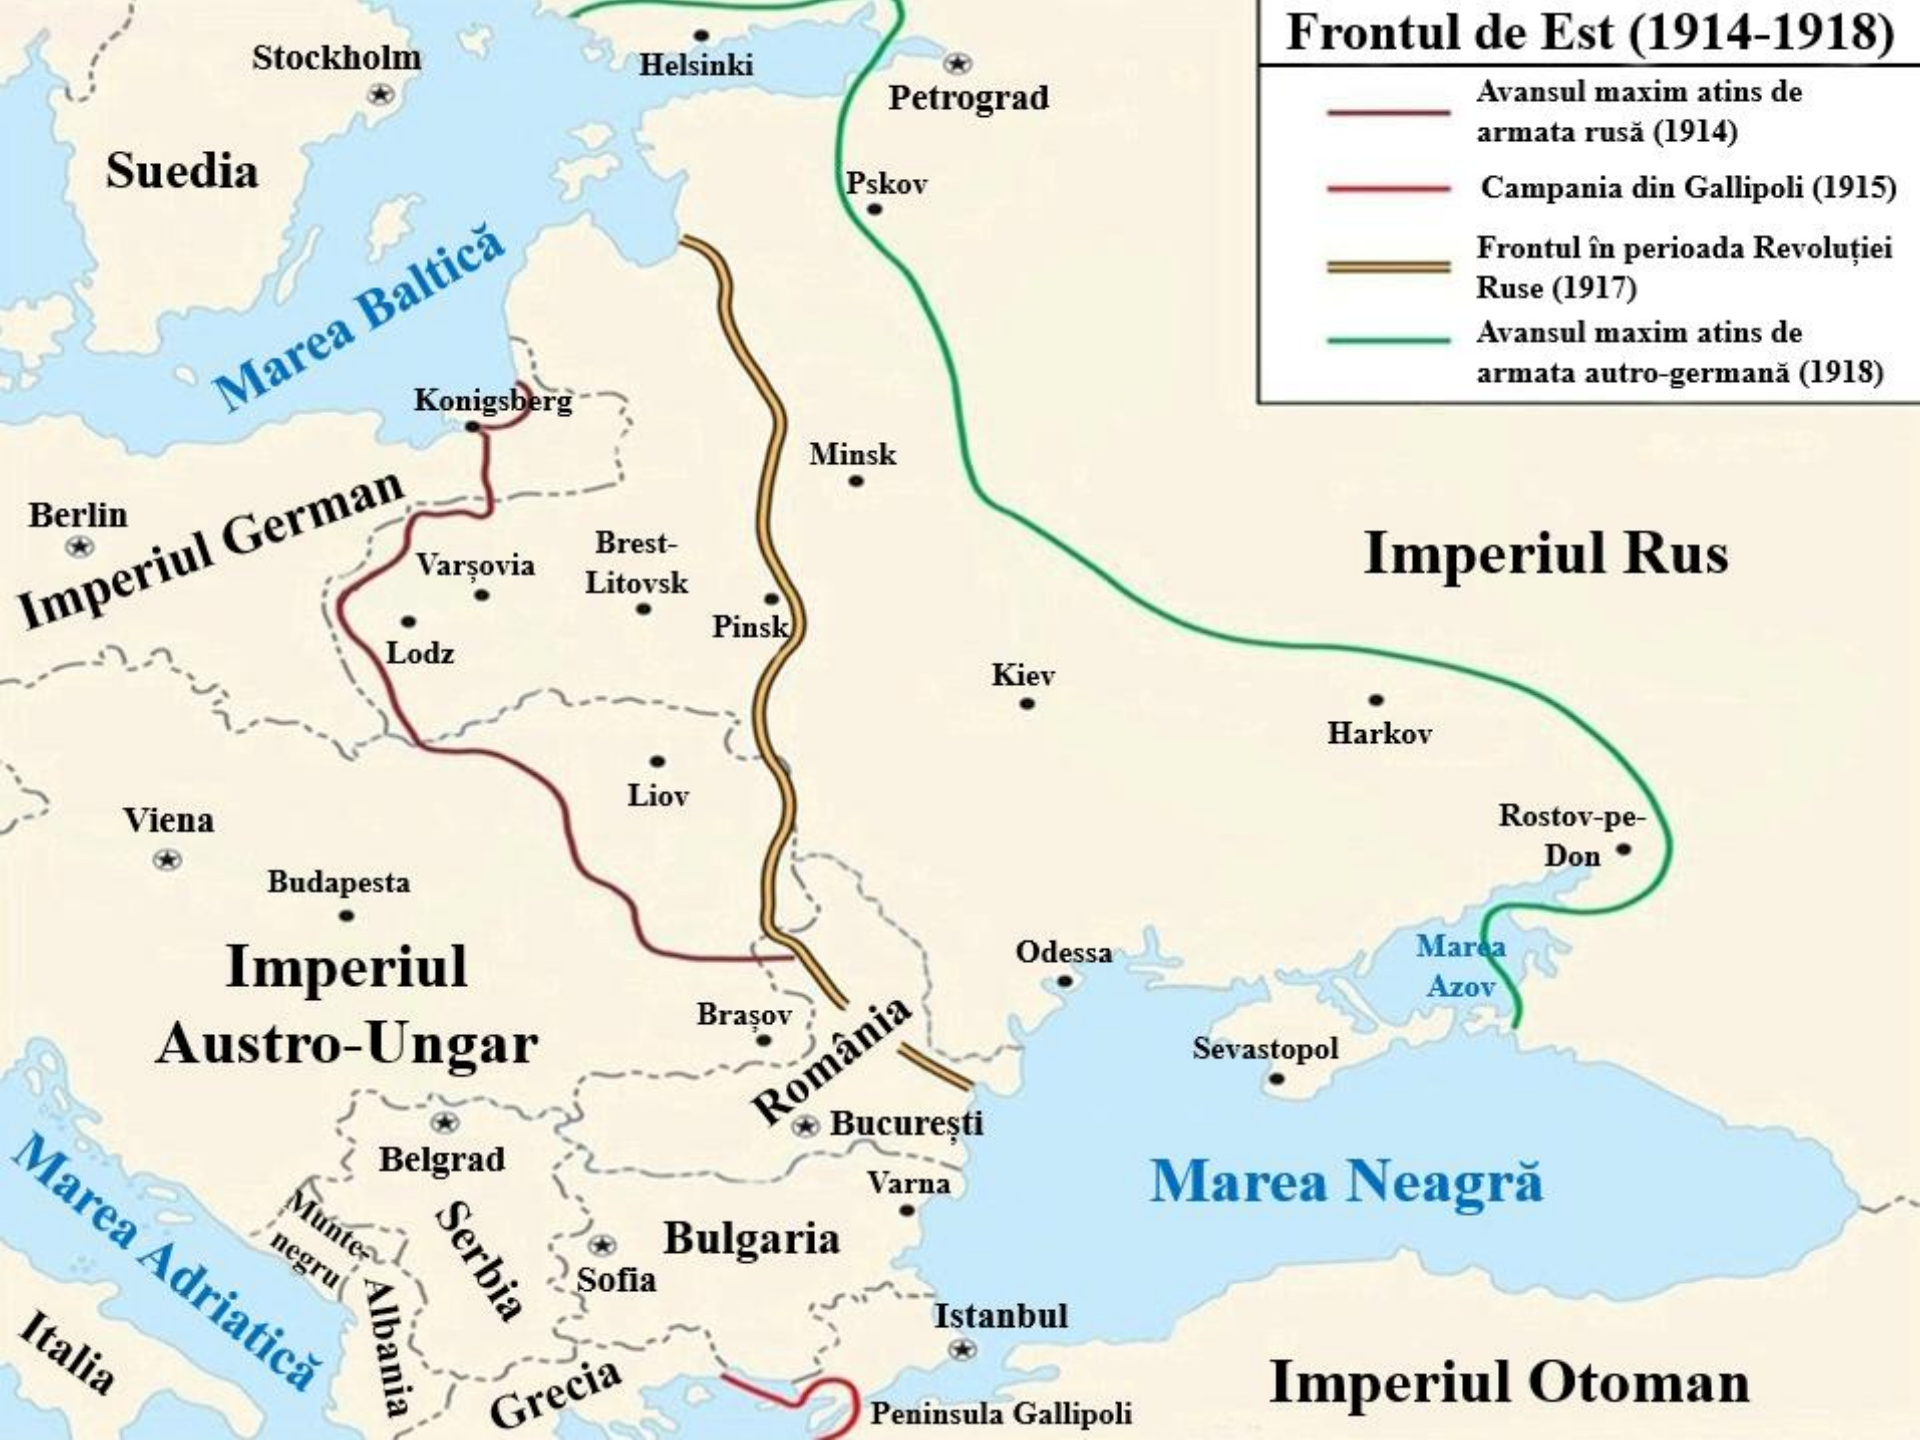 Frontul de Est (1914-1918)
Avansul maxim atins de
armata rusă (1914)
Campania din Gallipoli (1915)
Frontul în perioada Revoluției
Ruse (1917)
Avansul maxim atins de
armata autro-germană (1918)
Stockholm
Helsinki
Petrograd
Suedia
Pskov
Marea Baltică
Konigsberg
Minsk
Berlin
Imperiul German
Varșovia
Brest-
Litovsk
Imperiul Rus
Lodz
Pinsk
Kiev
Harkov
Liov
Viena
Rostov-pe-
Don
Budapesta
Imperiul
Austro-Ungar
Odessa
Marea
Azov
Brașov
România
Sevastopol
București
Belgrad
Marea Adriatică
Varna
Marea Neagră
Munte-
negru
Serbia
Bulgaria
Sofia
Albania
Istanbul
Italia
Grecia
Imperiul Otoman
Peninsula Gallipoli